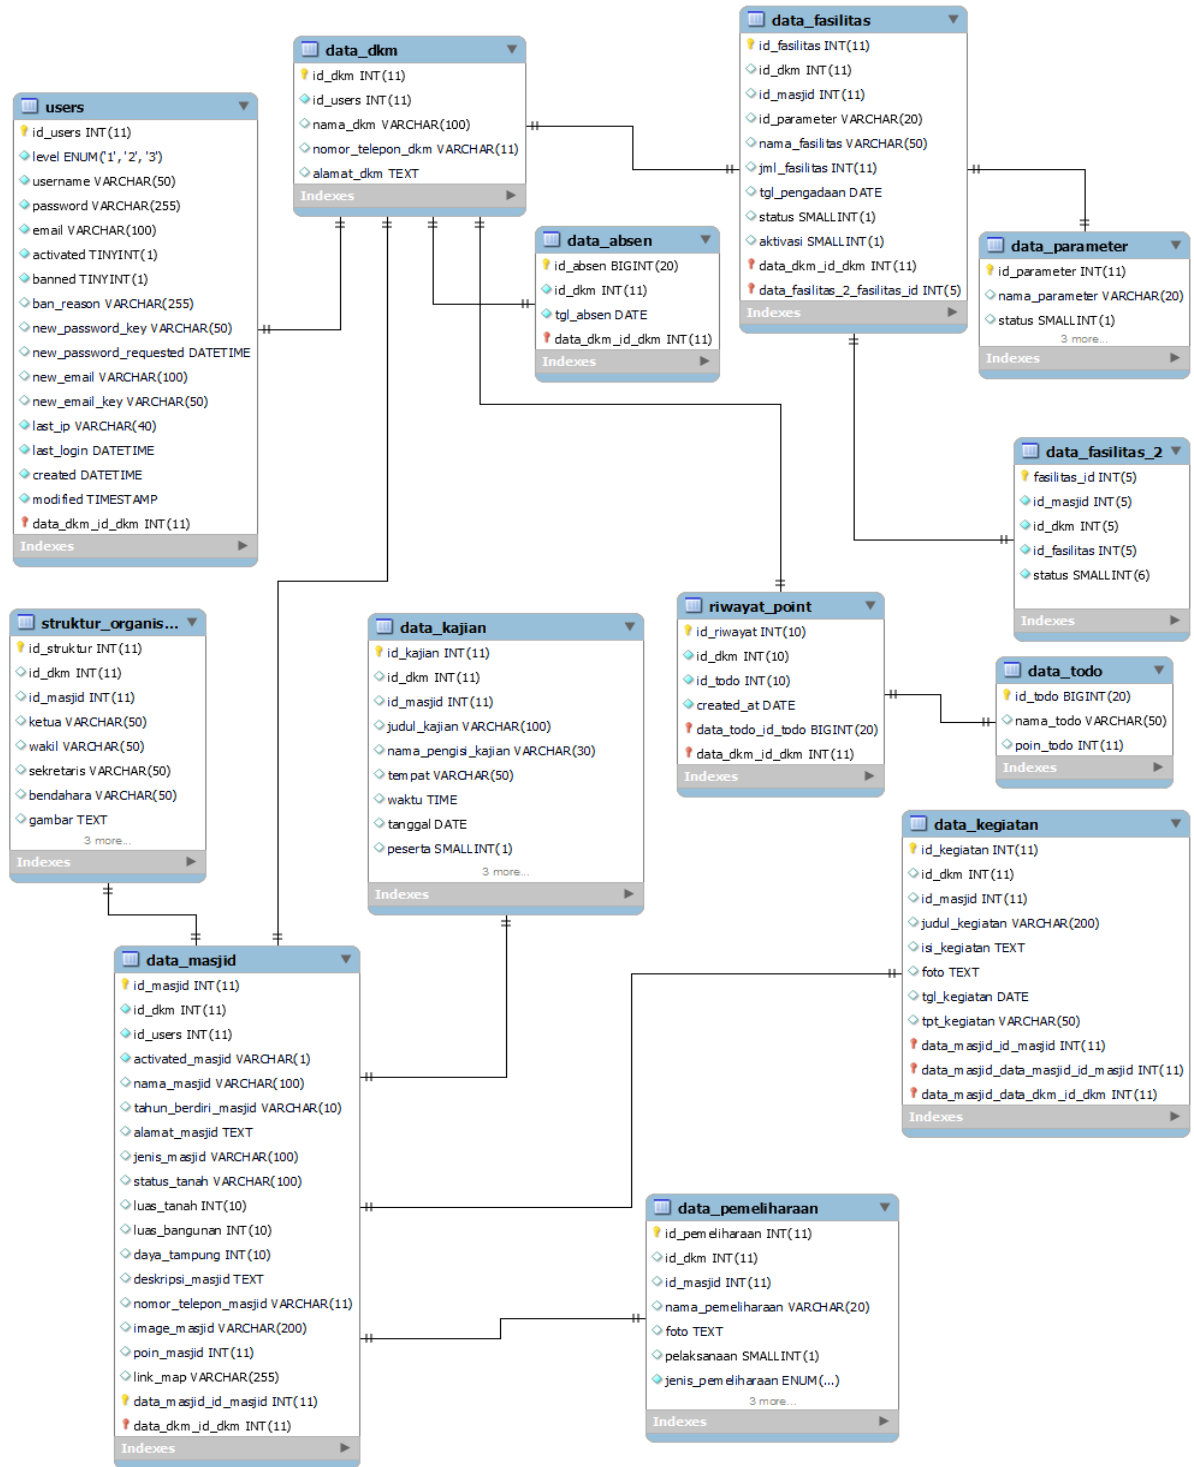 data_dkm
id_dkm INT(11)
id_users INT(11)
nama_dkm VARCHAR(100)
nomor_telepon_dkm VARCHAR(11)
alamat_dkm TEXT
Indexes
data_fasilitas
id_fasilitas INT(11)
id_dkm INT(11)
id_masjid INT(11)
id_parameter VARCHAR(20)
nama_fasilitas VARCHAR(50)
jml_fasilitas INT(11)
tgl_pengadaan DATE
status SMALLINT(1)
aktivasi SMALLINT(1)
data_dkm_id_dkm INT(11)
data_fasilitas_2_fasilitas_id INT(5)
Indexes
users
id_users INT(11)
level ENUM('1', '2', '3')
username VARCHAR(50)
password VARCHAR(255)
email VARCHAR(100)
activated TINYINT(1)
banned TINYINT(1)
ban_reason VARCHAR(255)
new_password_key VARCHAR(50)
new_password_requested DATETIME
new_email VARCHAR(100)
new_email_key VARCHAR(50)
last_ip VARCHAR(40)
last_login DATETIME
created DATETIME
modified TIMESTAMP
data_dkm_id_dkm INT(11)
Indexes
data_absen
id_absen BIGINT(20)
id_dkm INT(11)
tgl_absen DATE
data_dkm_id_dkm INT(11)
Indexes
data_parameter
id_parameter INT(11)
nama_parameter VARCHAR(20)
status SMALLINT(1)
3 more...
Indexes
data_fasilitas_2
fasilitas_id INT(5)
id_masjid INT(5)
id_dkm INT(5)
id_fasilitas INT(5)
status SMALLINT(6)
Indexes
struktur_organis...
id_struktur INT(11)
id_dkm INT(11)
id_masjid INT(11)
ketua VARCHAR(50)
wakil VARCHAR(50)
sekretaris VARCHAR(50)
bendahara VARCHAR(50)
gambar TEXT
3 more...
Indexes
data_kajian
id_kajian INT(11)
id_dkm INT(11)
id_masjid INT(11)
judul_kajian VARCHAR(100)
nama_pengisi_kajian VARCHAR(30)
tempat VARCHAR(50)
waktu TIME
tanggal DATE
peserta SMALLINT(1)
3 more...
Indexes
riwayat_point
id_riwayat INT(10)
id_dkm INT(10)
id_todo INT(10)
created_at DATE
data_todo_id_todo BIGINT(20)
data_dkm_id_dkm INT(11)
Indexes
data_todo
id_todo BIGINT(20)
nama_todo VARCHAR(50)
poin_todo INT(11)
Indexes
data_kegiatan
id_kegiatan INT(11)
id_dkm INT(11)
id_masjid INT(11)
judul_kegiatan VARCHAR(200)
isi_kegiatan TEXT
foto TEXT
tgl_kegiatan DATE
tpt_kegiatan VARCHAR(50)
data_masjid_id_masjid INT(11)
data_masjid_data_masjid_id_masjid INT(11)
data_masjid_data_dkm_id_dkm INT(11)
Indexes
data_masjid
id_masjid INT(11)
id_dkm INT(11)
id_users INT(11)
activated_masjid VARCHAR(1)
nama_masjid VARCHAR(100)
tahun_berdiri_masjid VARCHAR(10)
alamat_masjid TEXT
jenis_masjid VARCHAR(100)
status_tanah VARCHAR(100)
luas_tanah INT(10)
luas_bangunan INT(10)
daya_tampung INT(10)
deskripsi_masjid TEXT
nomor_telepon_masjid VARCHAR(11)
image_masjid VARCHAR(200)
poin_masjid INT(11)
link_map VARCHAR(255)
data_masjid_id_masjid INT(11)
data_dkm_id_dkm INT(11)
Indexes
data_pemeliharaan
id_pemeliharaan INT(11)
id_dkm INT(11)
id_masjid INT(11)
nama_pemeliharaan VARCHAR(20)
foto TEXT
pelaksanaan SMALLINT(1)
jenis_pemeliharaan ENUM(...)
3 more...
Indexes